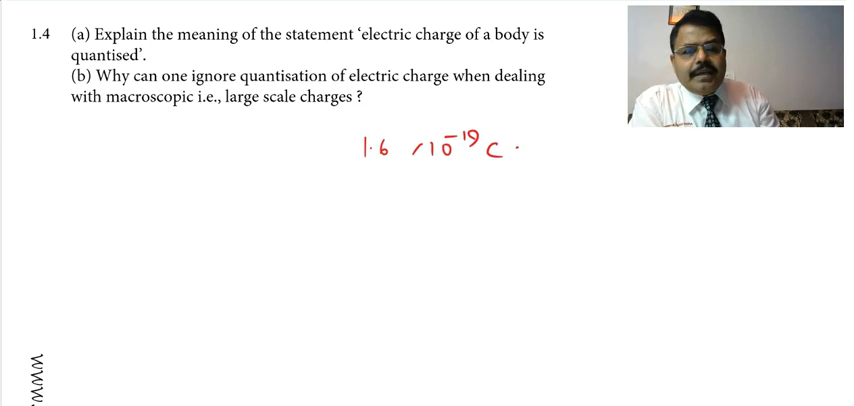 1.4 (a) Explain the meaning of the statement ‘electric charge of a body is
quantised’.
(b) Why can one ignore quantisation of electric charge when dealing
with macroscopic i.e., large scale charges ?
1.6 ×10⁻¹⁹ C .
www.